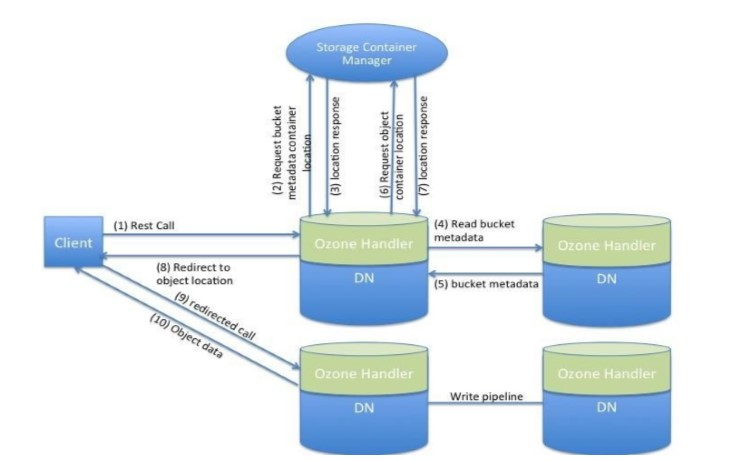 Storage Container
Manager
(2) Request bucket
metadata container
location
(3) location response
(6) Request object
container location
(7) location response
Client
(1) Rest Call
Ozone Handler
DN
(4) Read bucket
metadata
Ozone Handler
DN
(5) bucket metadata
(8) Redirect to
object location
(9) redirected call
(10) Object data
Ozone Handler
DN
Write pipeline
Ozone Handler
DN